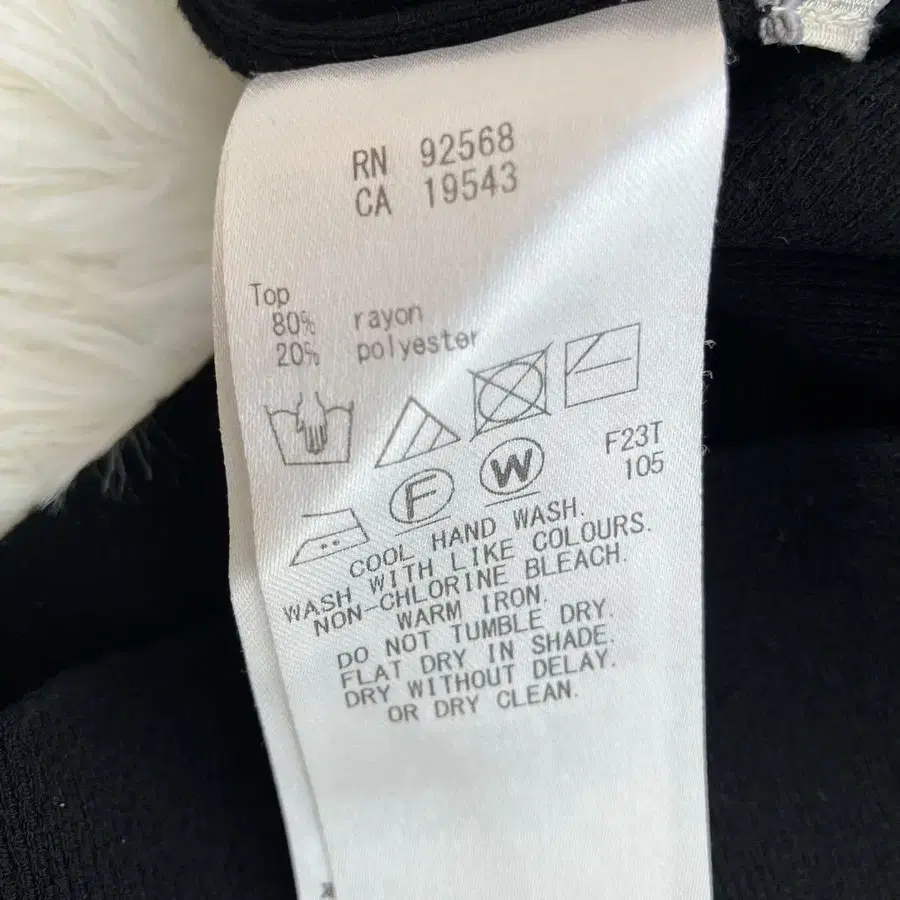 RN 92568
CA 19543
Top
80% rayon
20% polyester
F23T
105
F
W
COOL HAND WASH.
WASH WITH LIKE COLOURS.
NON-CHLORINE BLEACH.
WARM IRON.
DO NOT TUMBLE DRY.
FLAT DRY IN SHADE.
DRY WITHOUT DELAY.
OR DRY CLEAN.